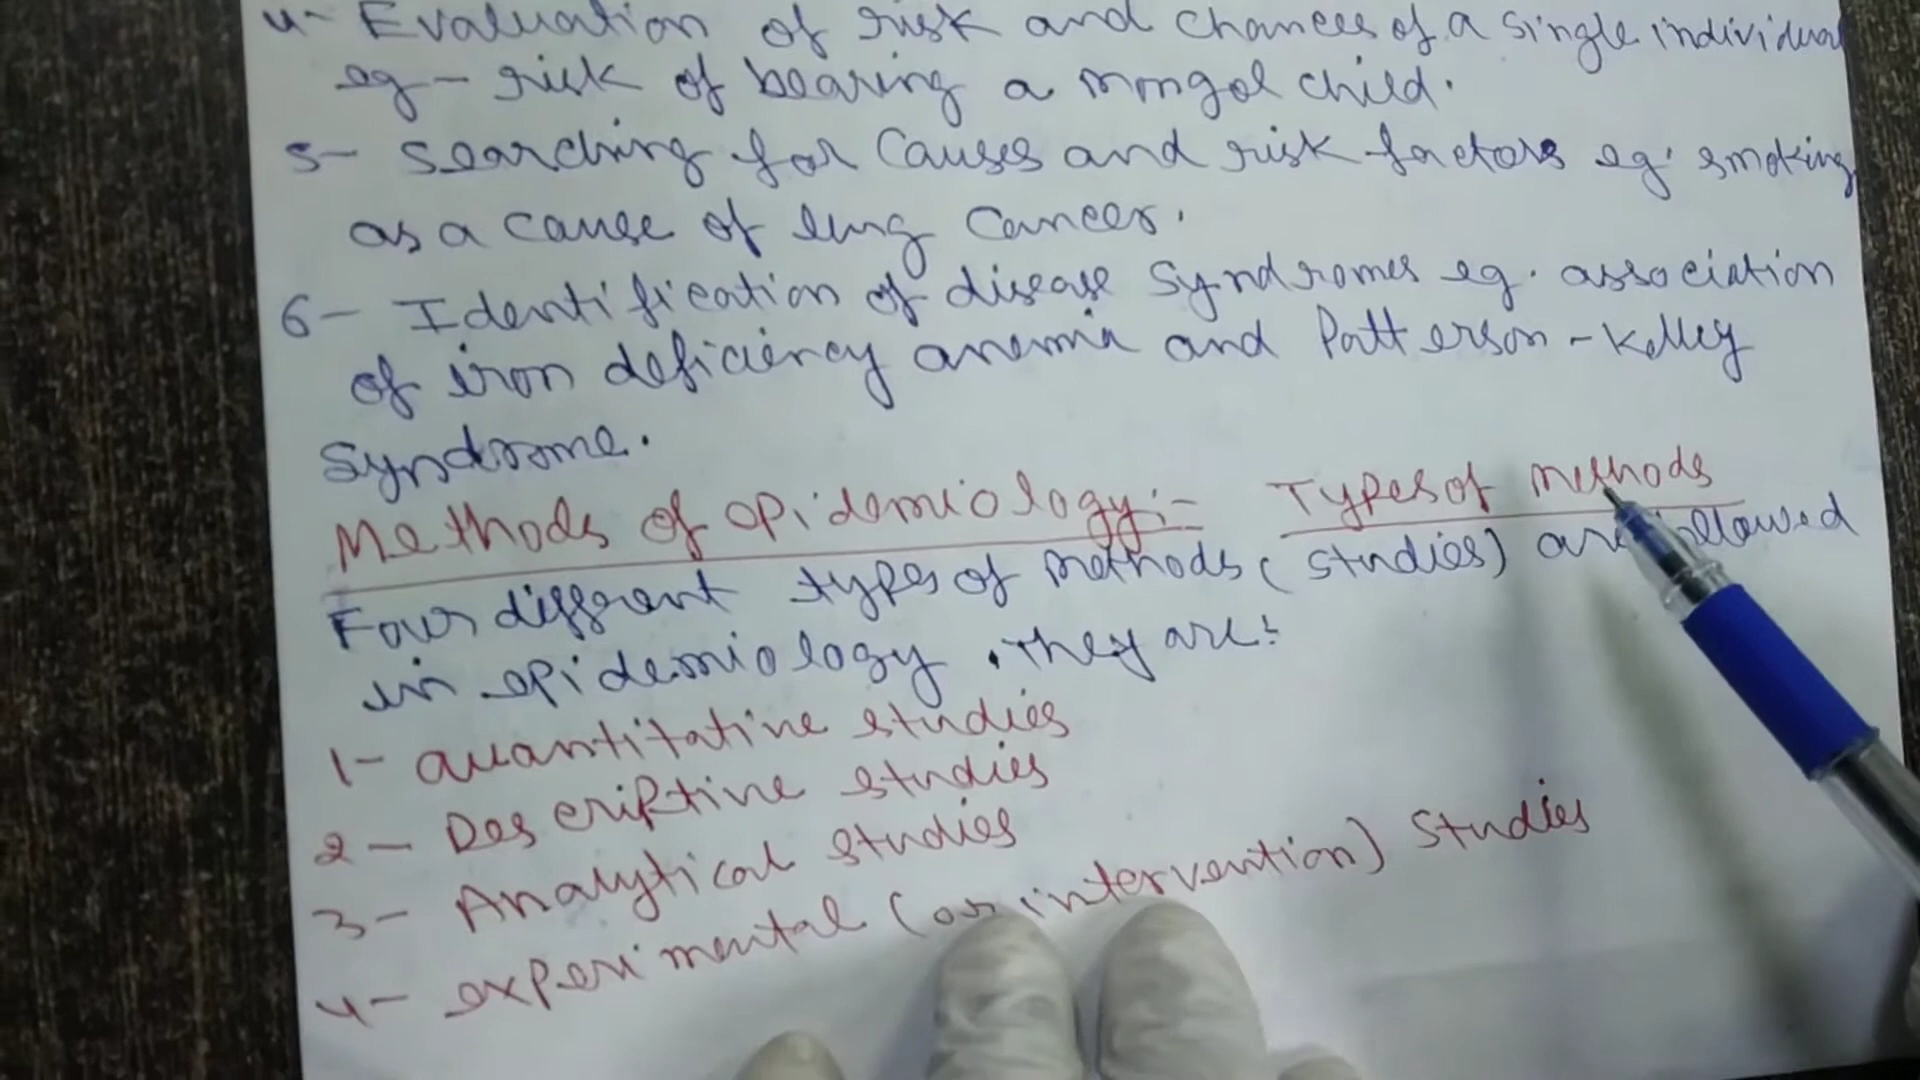 4- Evaluation of risk and chances of a single individual
eg - risk of bearing a mongol child.
5- Searching for Causes and risk factors eg. smoking
as a cause of lung Cancer.
6- Identification of disease Syndromes eg. association
of iron deficiency anemia and Patterson-Kelley
Syndrome.
Methods of epidemiology:- Types of methods
Four different types of methods (studies) are
in epidemiology. They are:
1- quantitative studies
2- Descriptive studies
3- Analytical studies
4- experimental (or intervention) Studies